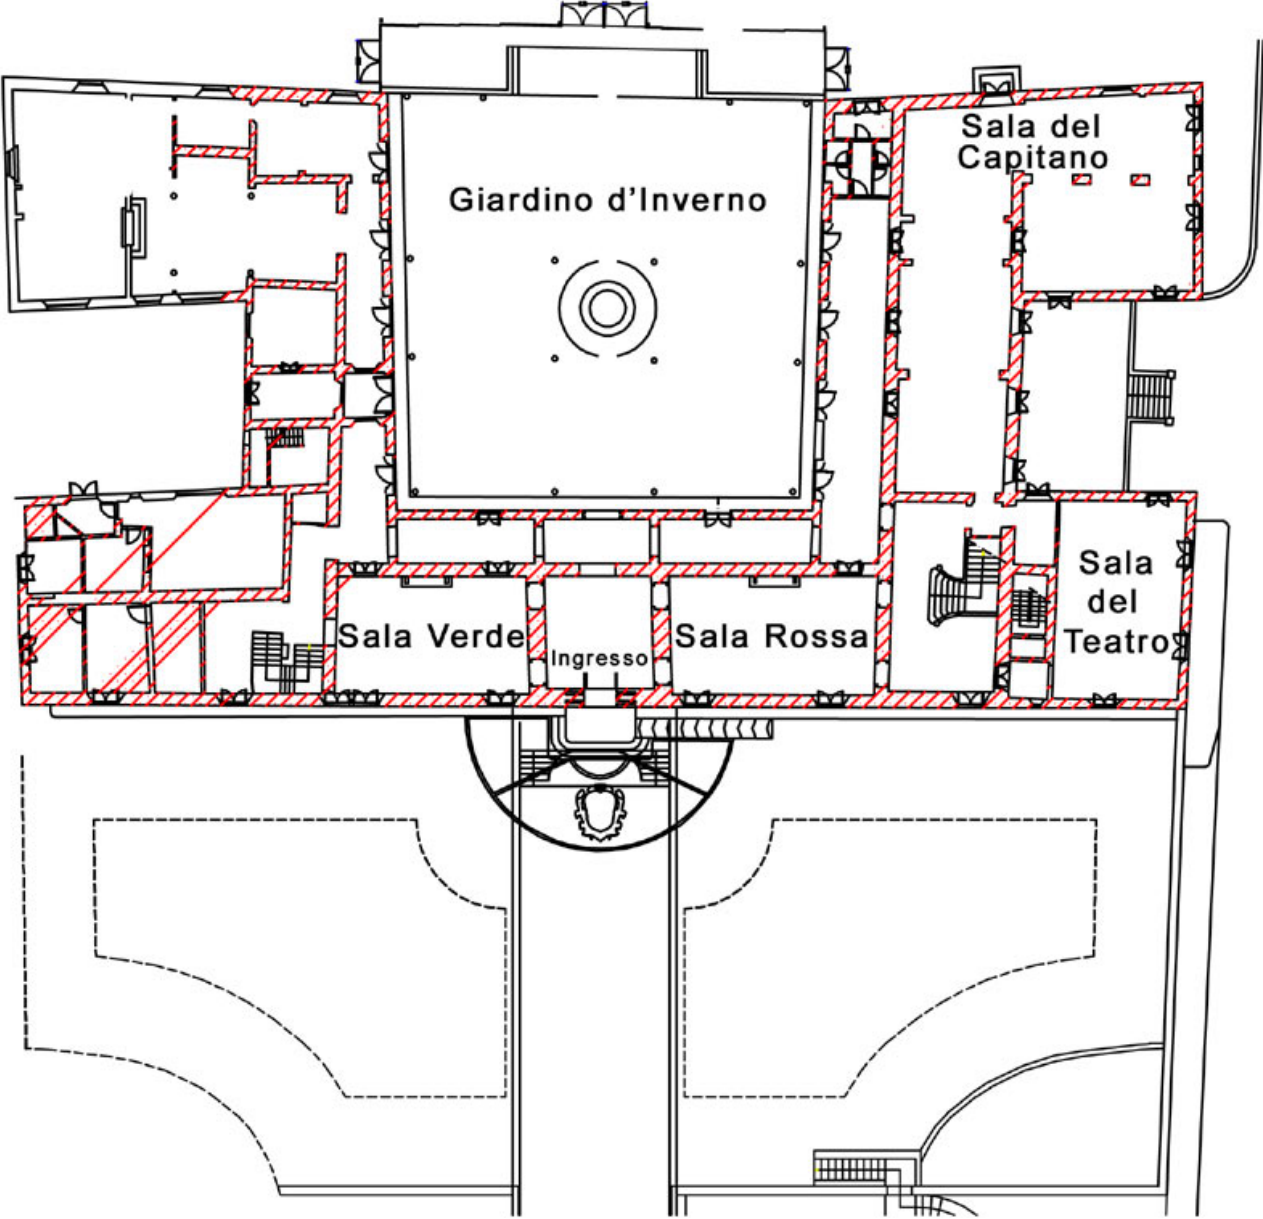 Sala del
Capitano
Giardino d'Inverno
Sala
del
Teatro
Sala Verde
Ingresso
Sala Rossa